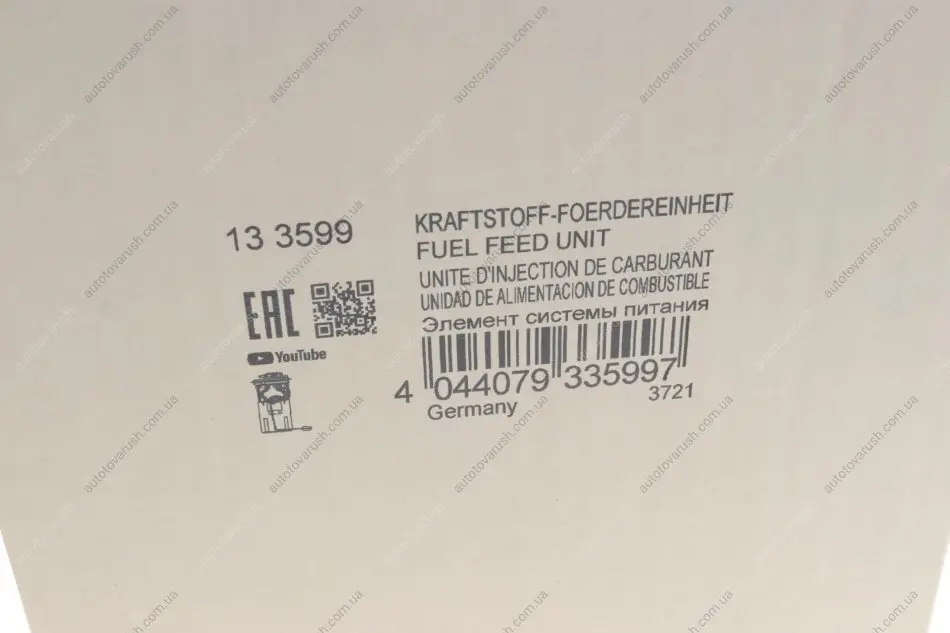 13 3599
KRAFTSTOFF-FOERDEREINHEIT
FUEL FEED UNIT
UNITE D'INJECTION DE CARBURANT
UNIDAD DE ALIMENTACION DE COMBUSTIBLE
Элемент системы питания
EAC
YouTube
4 044079 335997
Germany
3721
autotovarush.com.ua